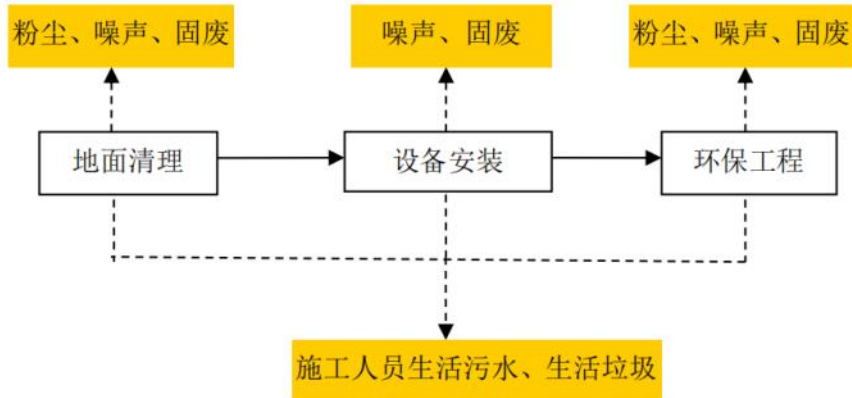 粉尘、噪声、固废
噪声、固废
粉尘、噪声、固废
地面清理
设备安装
环保工程
施工人员生活污水、生活垃圾